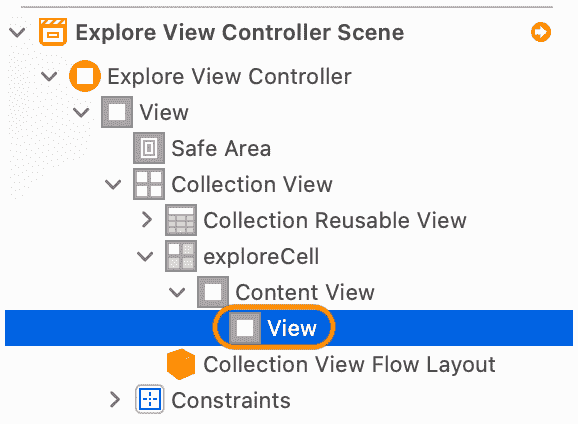 Explore View Controller Scene
Explore View Controller
View
Safe Area
Collection View
Collection Reusable View
exploreCell
Content View
View
Collection View Flow Layout
Constraints